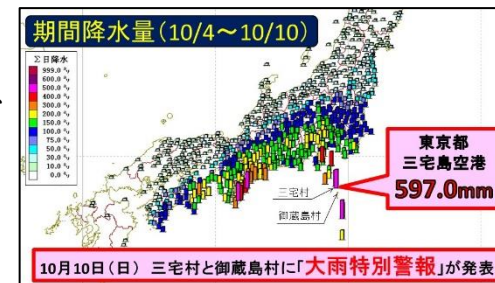 期間降水量(10/4～10/10)
Σ日降水
999.0 %
600.0 %
500.0 %
400.0 %
300.0 %
200.0 %
150.0 %
100.0 %
75.0 %
50.0 %
30.0 %
10.0 %
0.0 %
東京都
三宅島空港
597.0mm
三宅村
御蔵島村
10月10日(日) 三宅村と御蔵島村に「大雨特別警報」が発表